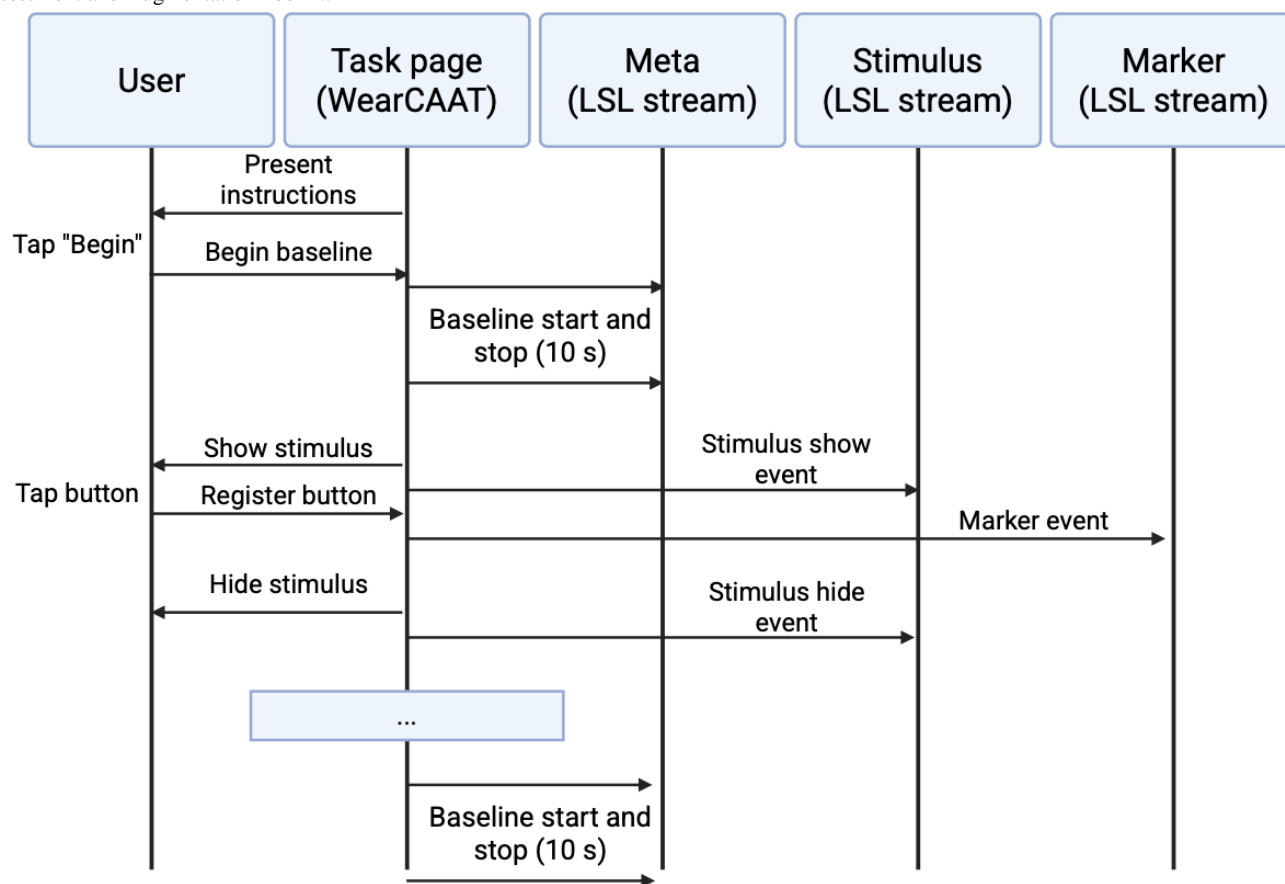 User
Task page
(WearCAAT)
Meta
(LSL stream)
Stimulus
(LSL stream)
Marker
(LSL stream)
Present
instructions
Tap "Begin"
Begin baseline
Baseline start and
stop (10 s)
Show stimulus
Stimulus show
event
Tap button
Register button
Marker event
Hide stimulus
Stimulus hide
event
...
Baseline start and
stop (10 s)